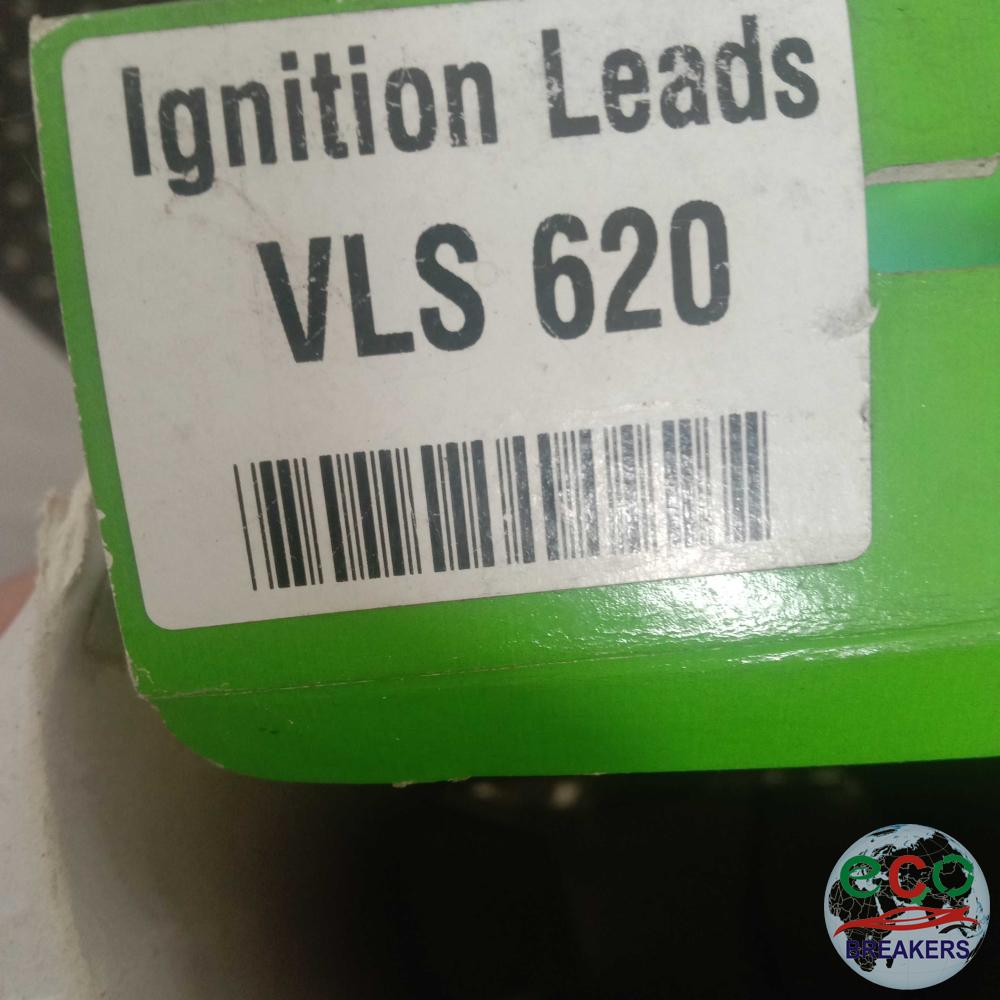 Ignition Leads
VLS 620
eco
BREAKERS